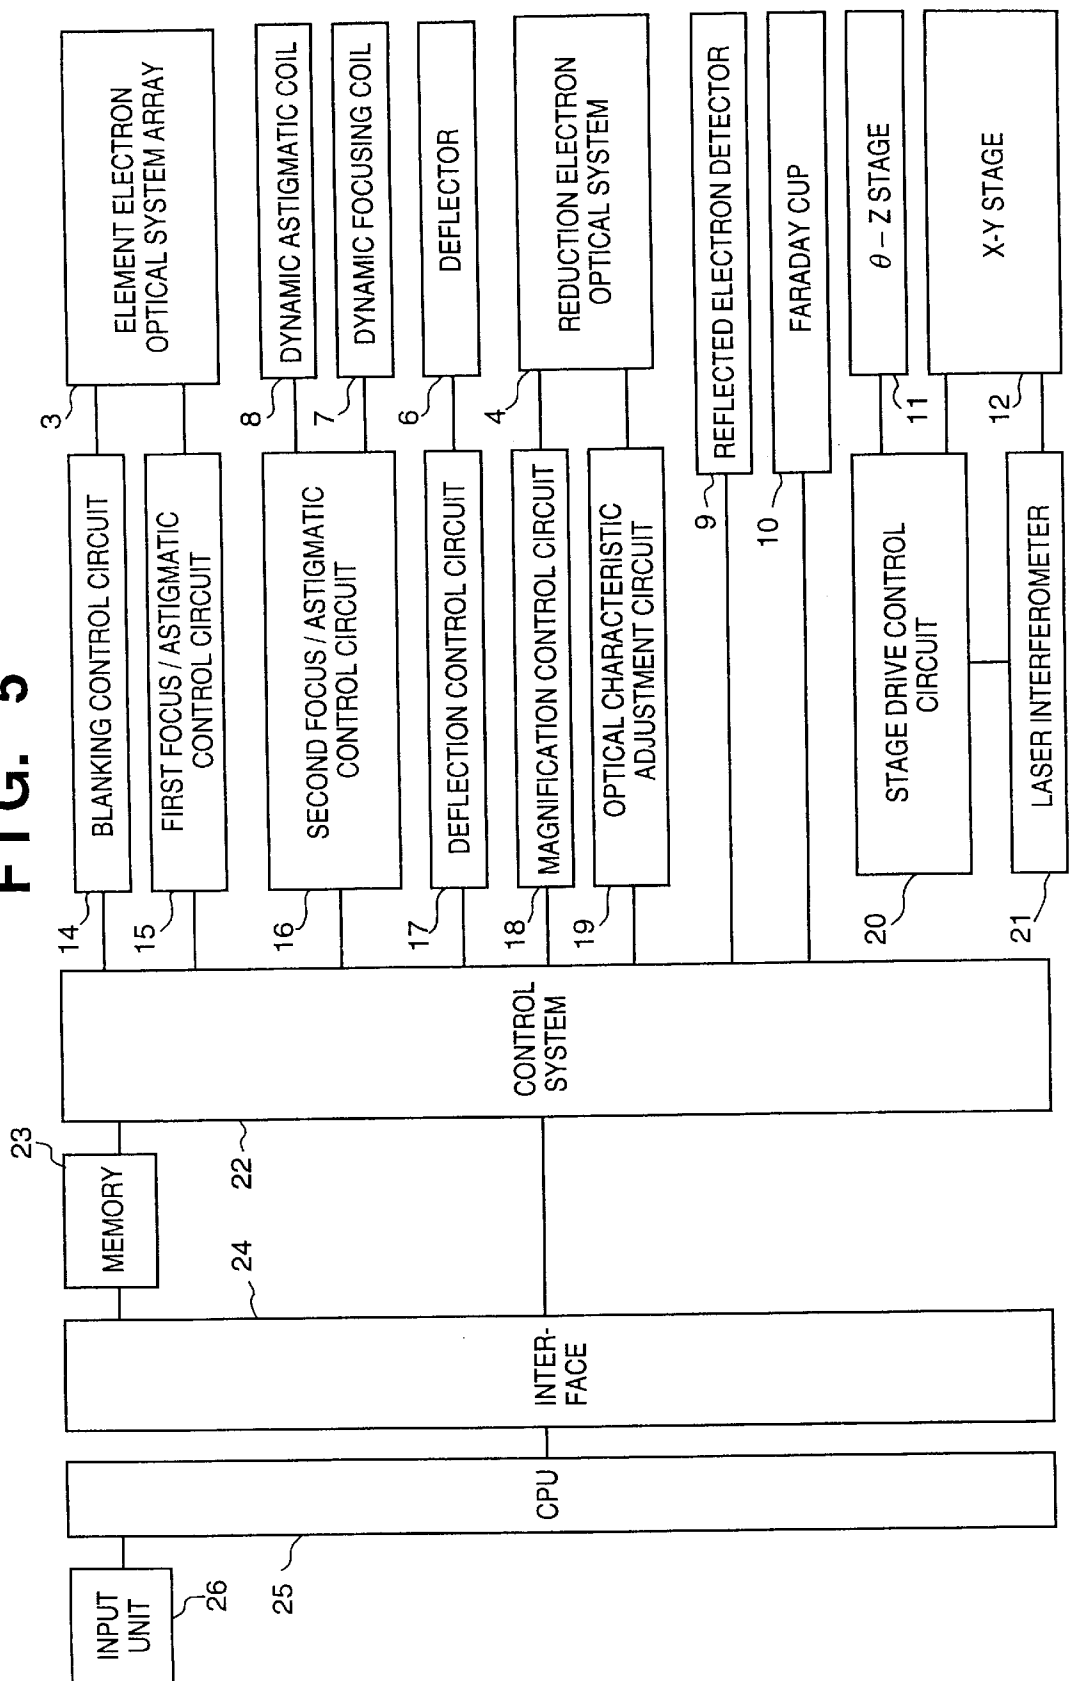 FIG. 5
INPUT
UNIT
26
CPU
25
INTER-
FACE
24
MEMORY
23
CONTROL
SYSTEM
22
14
BLANKING CONTROL CIRCUIT
15
FIRST FOCUS / ASTIGMATIC
CONTROL CIRCUIT
16
SECOND FOCUS / ASTIGMATIC
CONTROL CIRCUIT
17
DEFLECTION CONTROL CIRCUIT
18
MAGNIFICATION CONTROL CIRCUIT
19
OPTICAL CHARACTERISTIC
ADJUSTMENT CIRCUIT
20
STAGE DRIVE CONTROL
CIRCUIT
21
LASER INTERFEROMETER
3
ELEMENT ELECTRON
OPTICAL SYSTEM ARRAY
8
DYNAMIC ASTIGMATIC COIL
7
DYNAMIC FOCUSING COIL
6
DEFLECTOR
4
REDUCTION ELECTRON
OPTICAL SYSTEM
9
REFLECTED ELECTRON DETECTOR
10
FARADAY CUP
11
θ – Z STAGE
12
X-Y STAGE